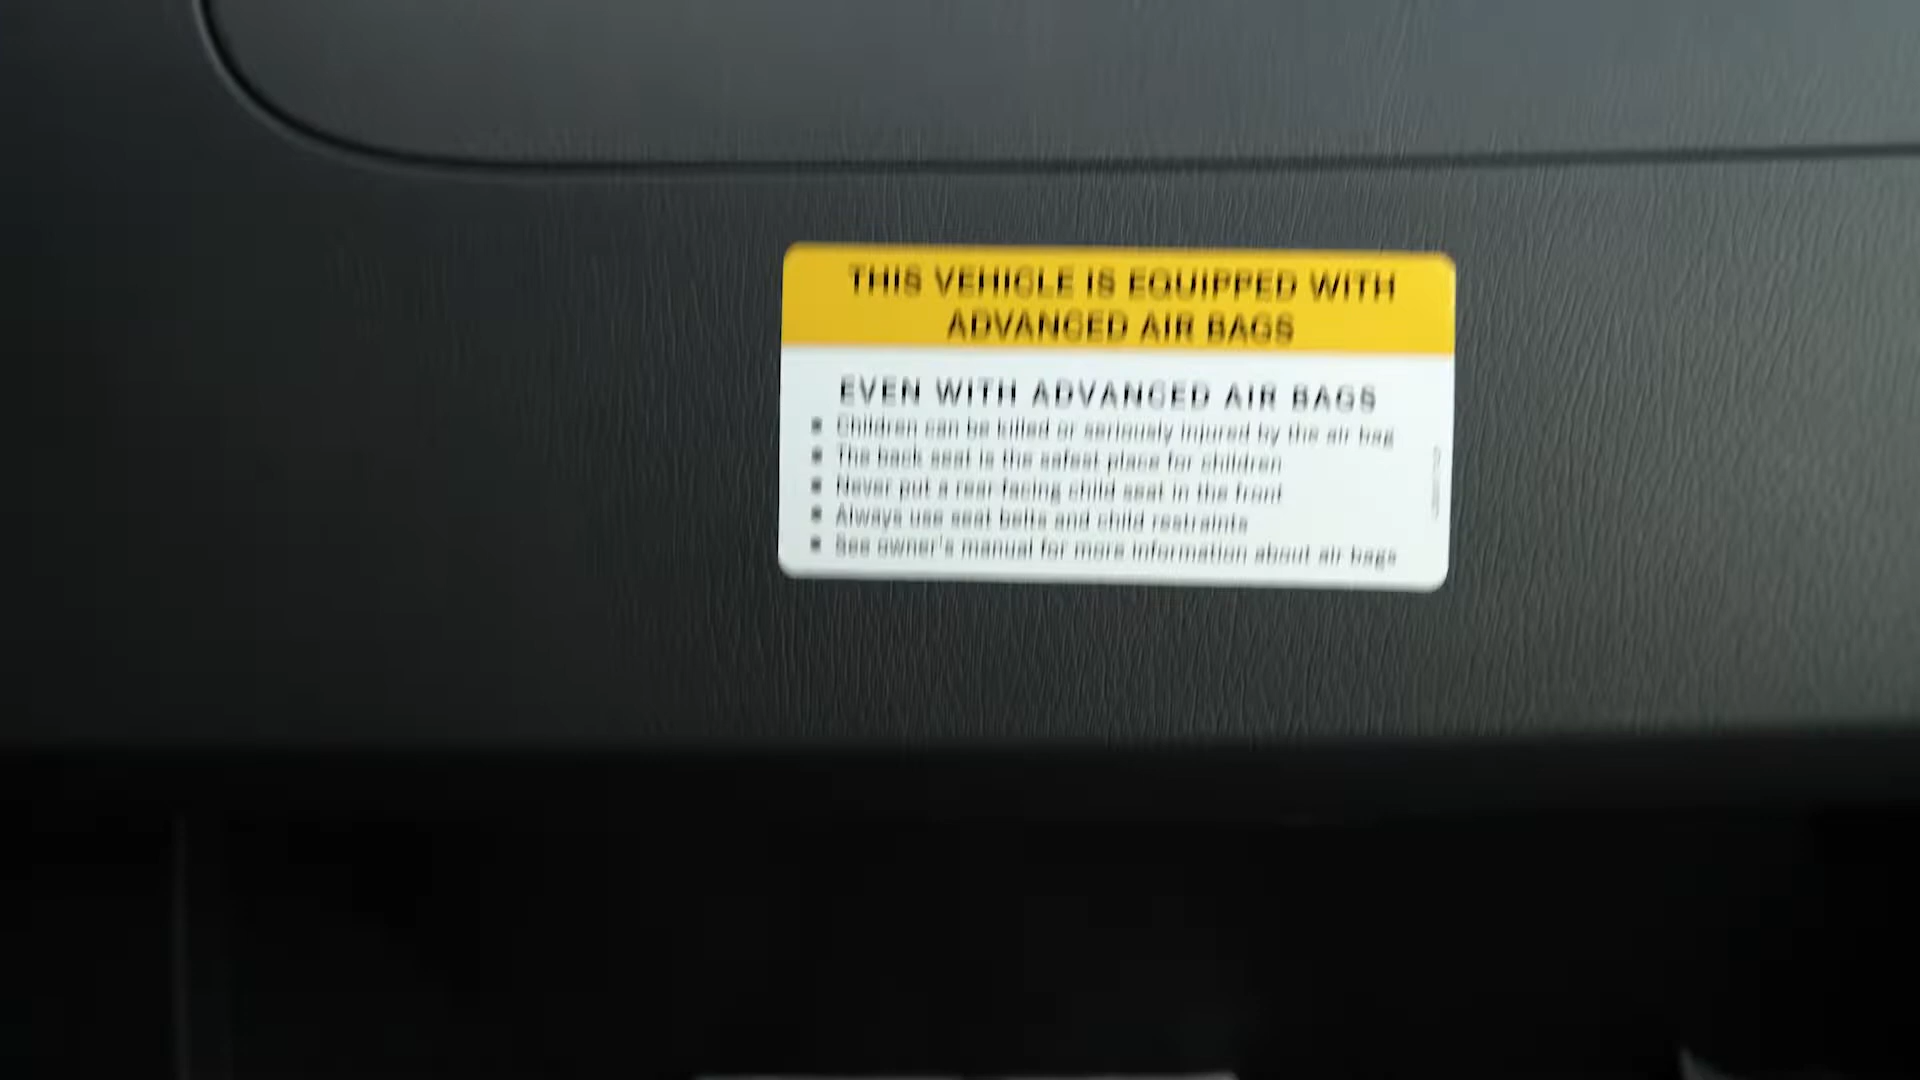 THIS VEHICLE IS EQUIPPED WITH
ADVANCED AIR BAGS
EVEN WITH ADVANCED AIR BAGS
▪ Children can be killed or seriously injured by the air bag
▪ The back seat is the safest place for children
▪ Never put a rear facing child seat in the front
▪ Always use seat belts and child restraints
▪ See owner's manual for more information about air bags